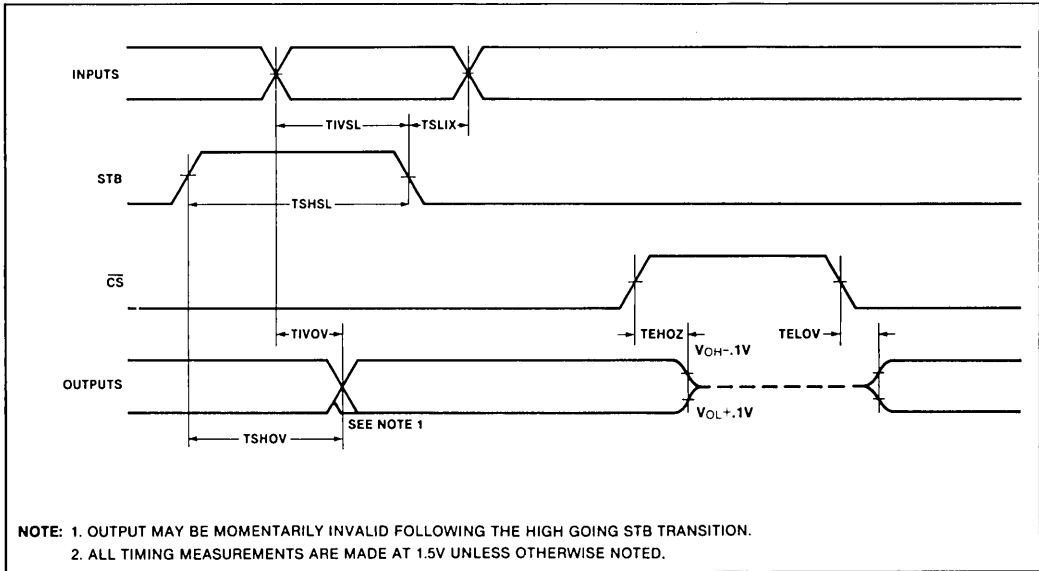 INPUTS
TIVSL
TSLIX
STB
TSHSL
CS
TIVOV
TEHOZ
TELOV
VOH-.1V
OUTPUTS
VOL+.1V
SEE NOTE 1
TSHOV
NOTE: 1. OUTPUT MAY BE MOMENTARILY INVALID FOLLOWING THE HIGH GOING STB TRANSITION.
2. ALL TIMING MEASUREMENTS ARE MADE AT 1.5V UNLESS OTHERWISE NOTED.